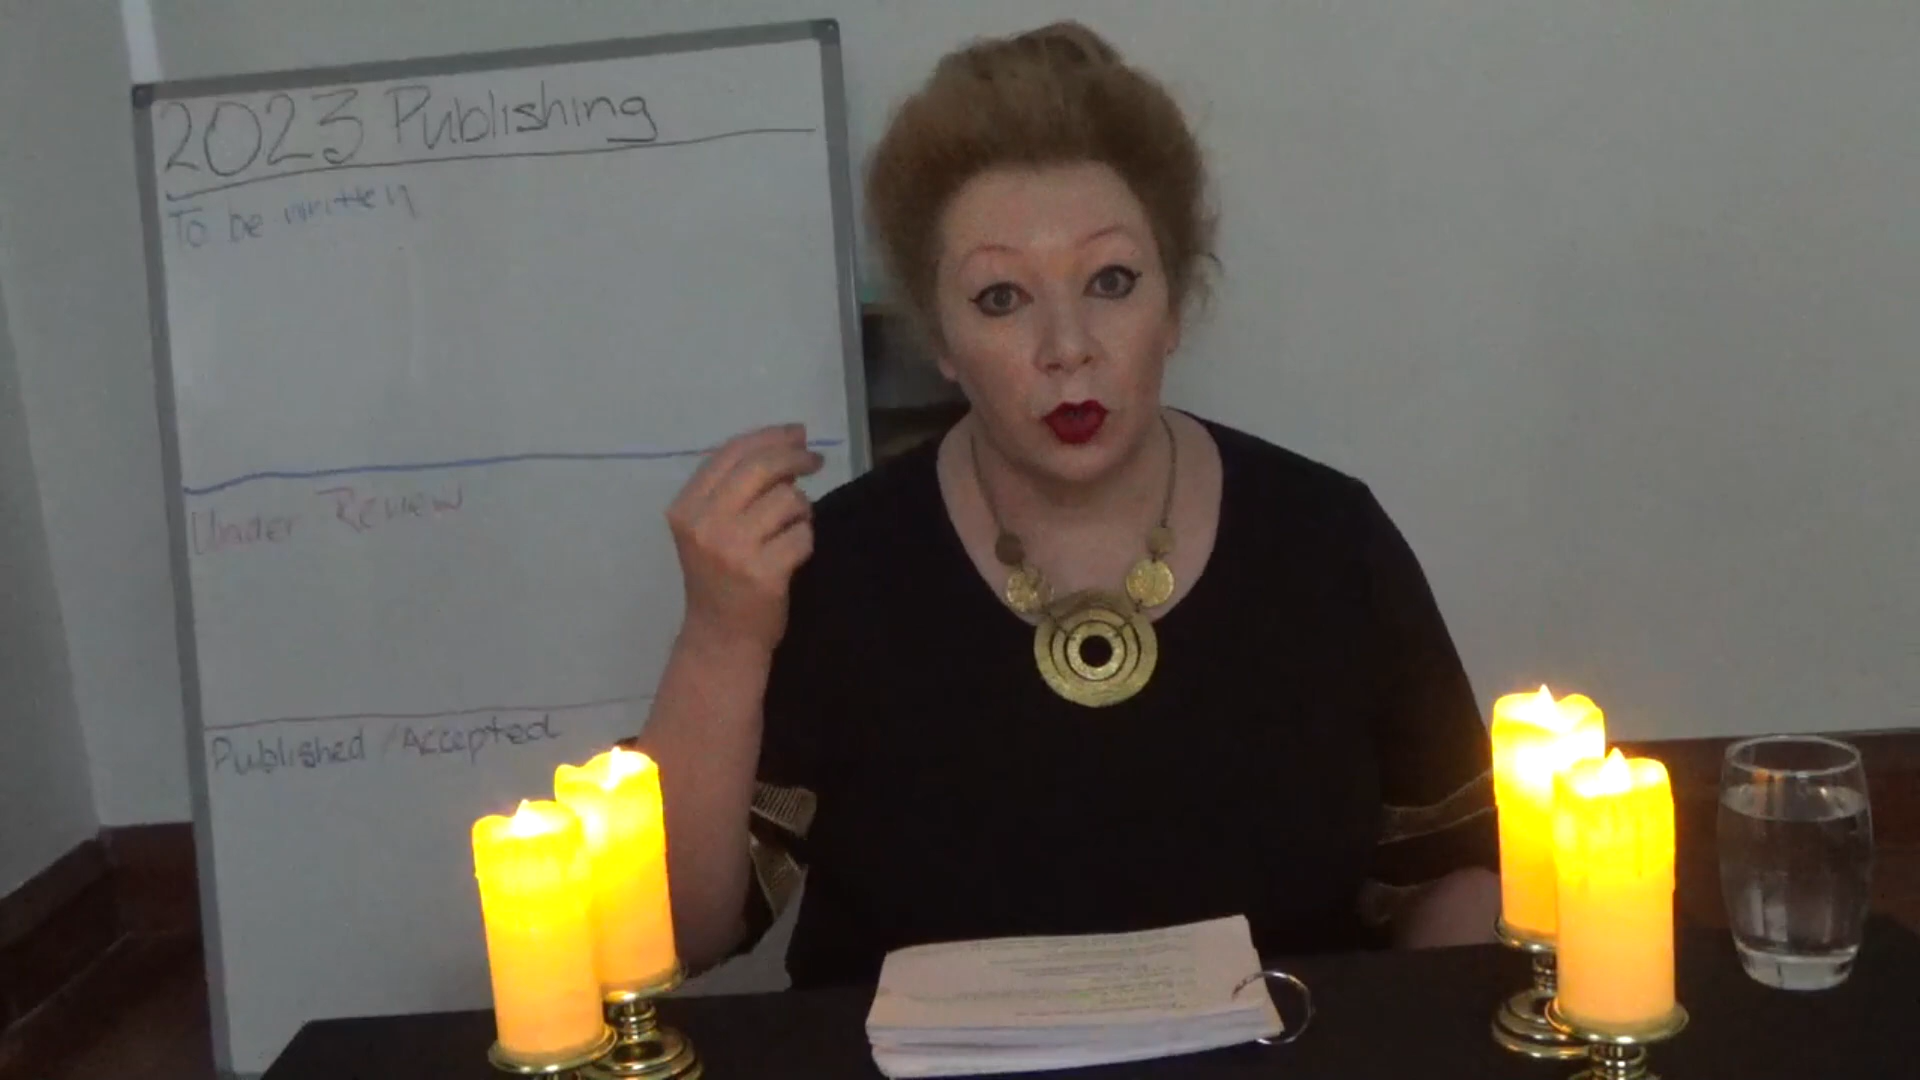 2023 Publishing
To be written
Under Review
Published / Accepted